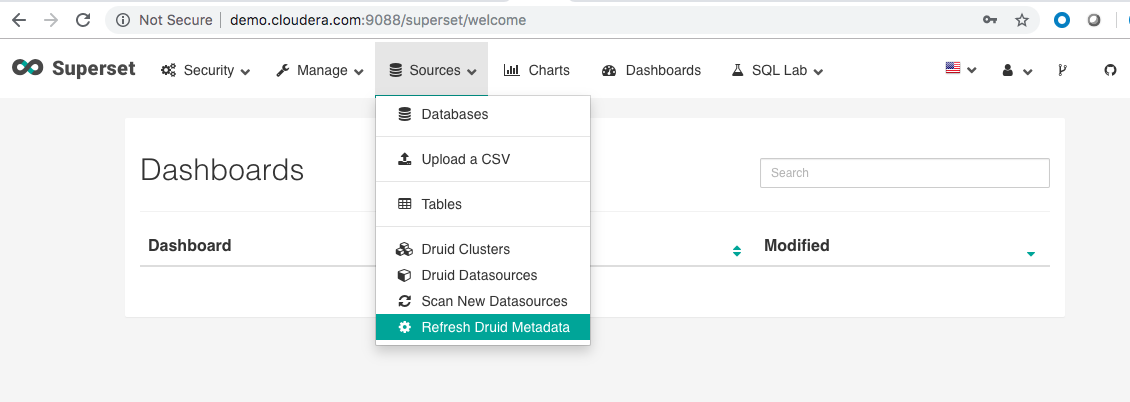 Not Secure | demo.cloudera.com:9088/superset/welcome
Superset Security Manage Sources Charts Dashboards SQL Lab
Databases
Upload a CSV
Dashboards
Search
Tables
Dashboard Modified
Druid Clusters
Druid Datasources
Scan New Datasources
Refresh Druid Metadata